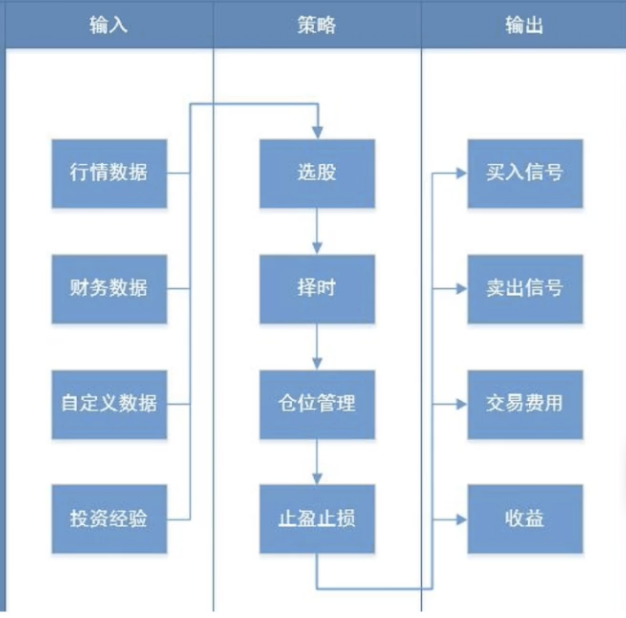 输入
策略
输出
行情数据
选股
买入信号
财务数据
择时
卖出信号
自定义数据
仓位管理
交易费用
投资经验
止盈止损
收益